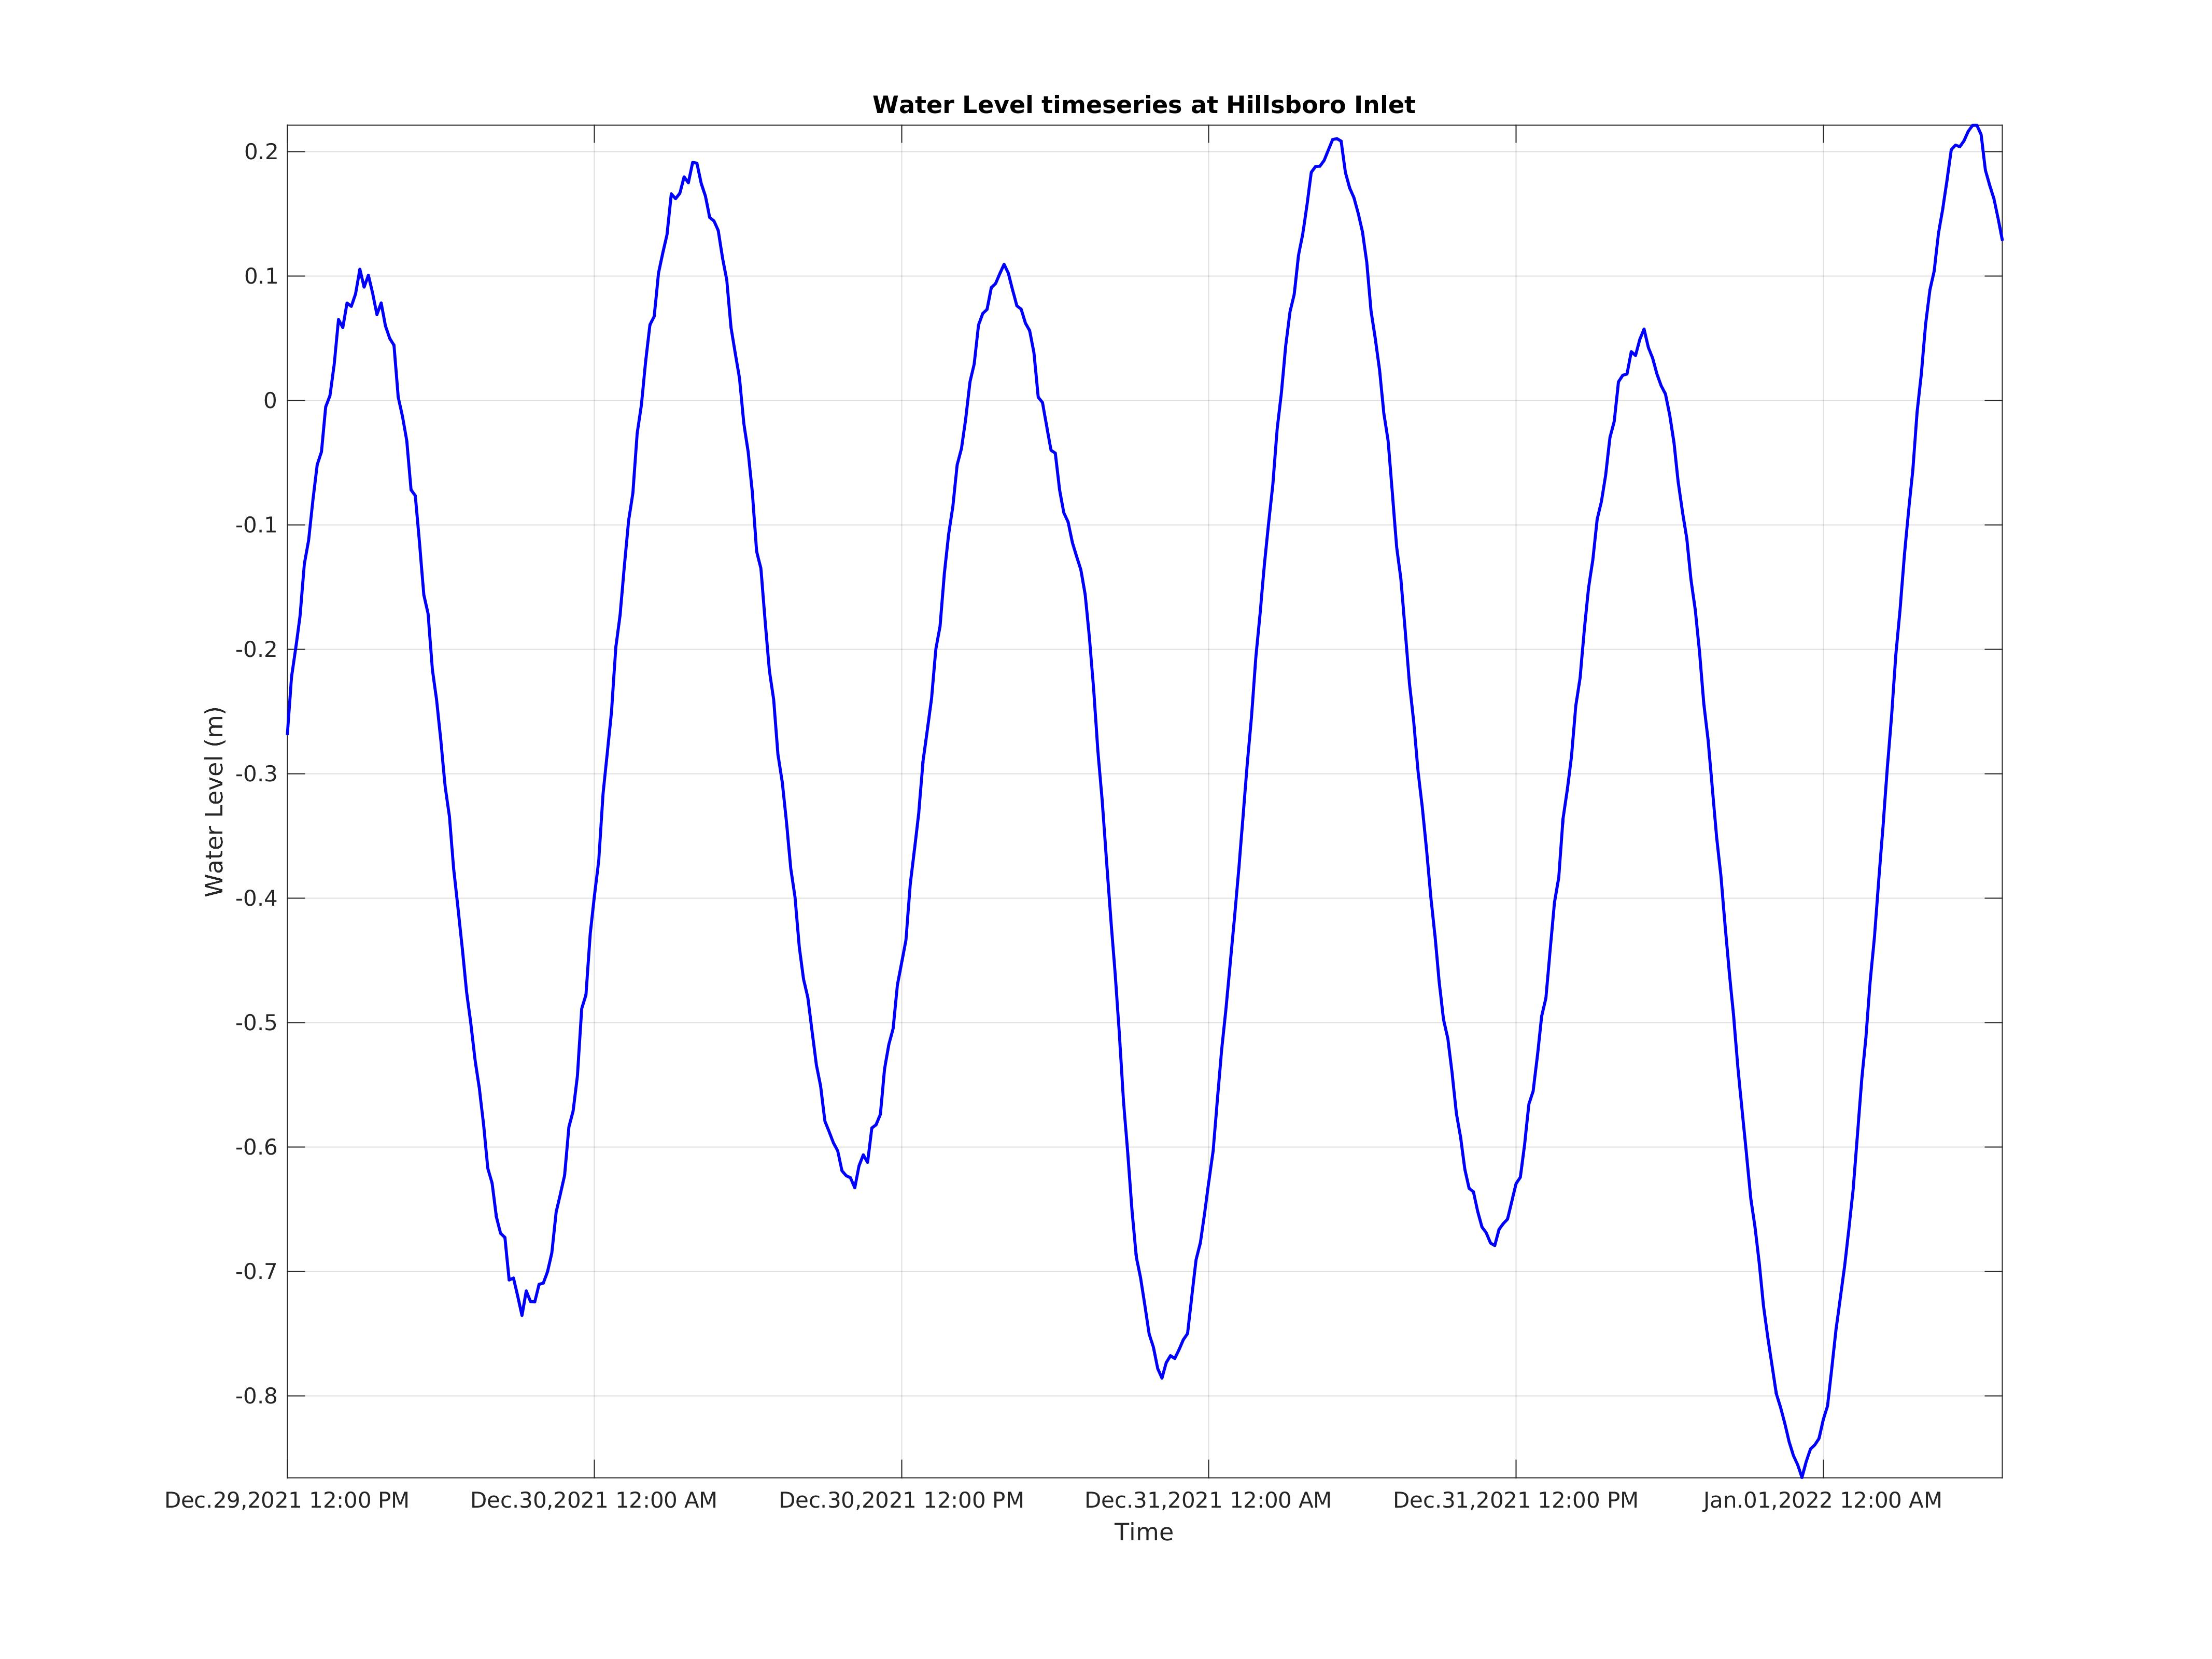 Water Level timeseries at Hillsboro Inlet
0.2
0.1
0
-0.1
-0.2
-0.3
-0.4
-0.5
-0.6
-0.7
-0.8
Water Level (m)
Dec.29,2021 12:00 PM
Dec.30,2021 12:00 AM
Dec.30,2021 12:00 PM
Dec.31,2021 12:00 AM
Dec.31,2021 12:00 PM
Jan.01,2022 12:00 AM
Time